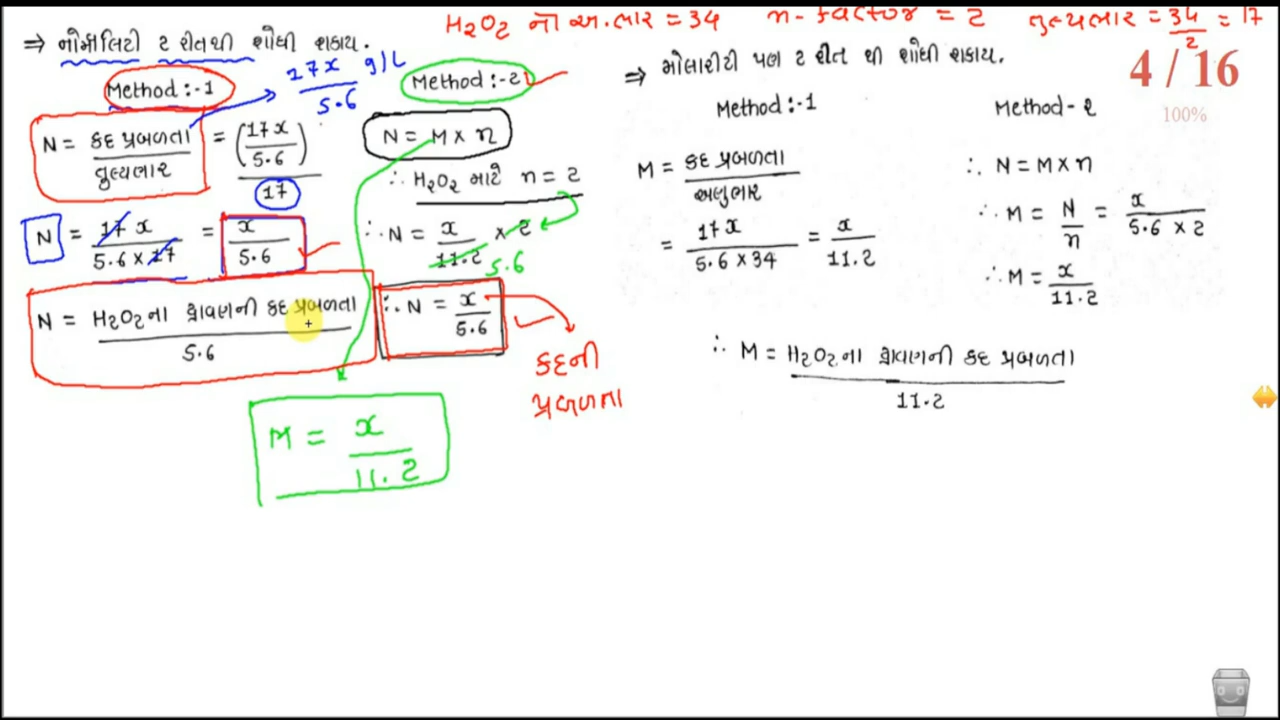 H₂O₂ નો અ.ભાર = 34 n-factor = 2 તુલ્યભાર = 34/2 = 17
⇒ નોર્માલિટી ૨ રીતથી શોધી શકાય.
Method :-1
17x/5.6 g/L
N = કદ પ્રબળતા/તુલ્યભાર = (17x/5.6)/17
N = 17x/5.6×17 = x/5.6
N = H₂O₂ના દ્રાવણની કદ પ્રબળતા/5.6
Method :-2
N = M × n
∴ H₂O₂ માટે n = 2
∴ N = x/11.2 × 2
5.6
∴ N = x/5.6
કદની
પ્રબળતા
M = x/11.2
⇒ મોલારીટી પણ ૨ રીત થી શોધી શકાય.
Method :-1
M = કદ પ્રબળતા/અણુભાર
= 17x/5.6×34 = x/11.2
Method - 2
∴ N = M × n
∴ M = N/n = x/5.6×2
∴ M = x/11.2
∴ M = H₂O₂ના દ્રાવણની કદ પ્રબળતા/11.2
4 / 16
100%